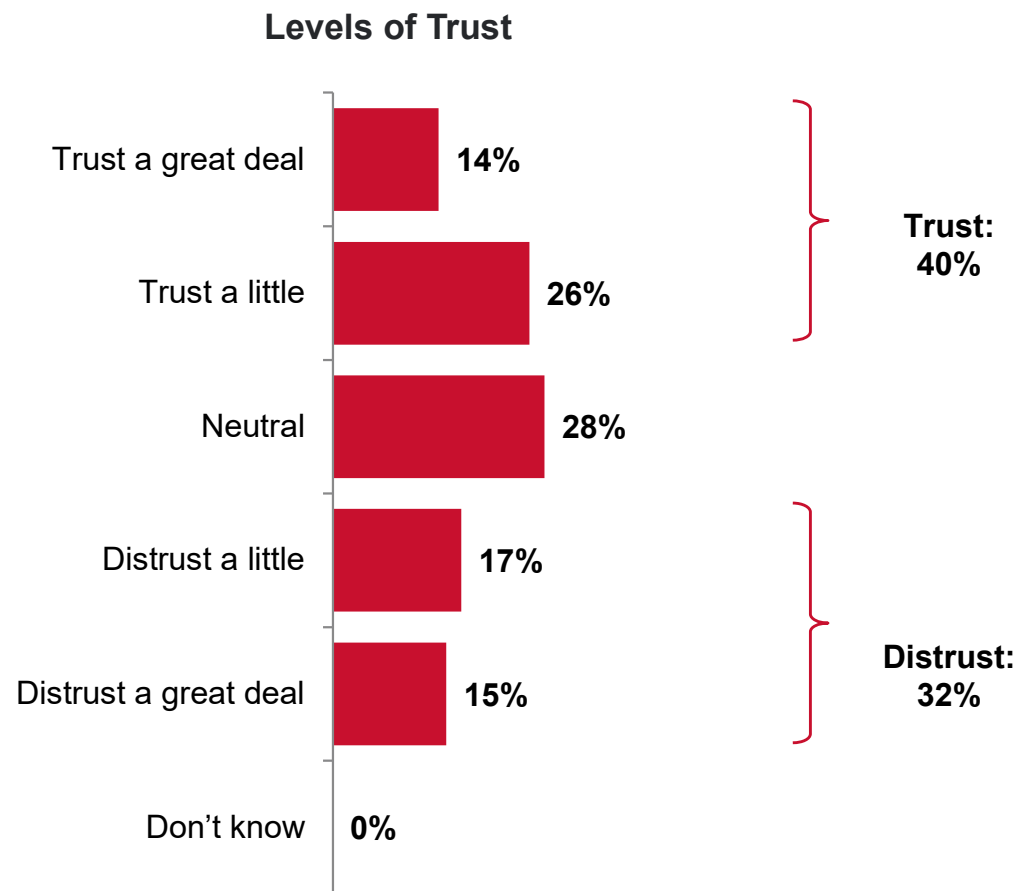 Levels of Trust
Trust a great deal
14%
Trust a little
26%
Trust:
40%
Neutral
28%
Distrust a little
17%
Distrust a great deal
15%
Distrust:
32%
Don’t know
0%